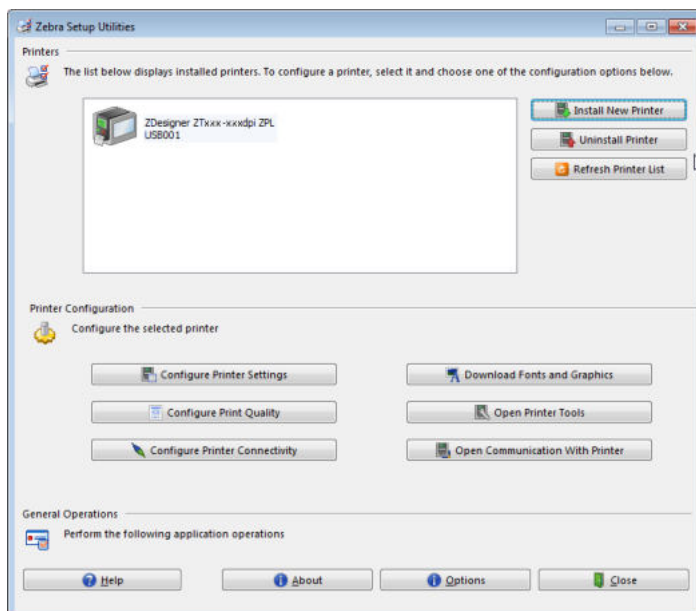 Zebra Setup Utilities
Printers
The list below displays installed printers. To configure a printer, select it and choose one of the configuration options below.
ZDesigner ZTxxx-xxxdpi ZPL
USB001
Install New Printer
Uninstall Printer
Refresh Printer List
Printer Configuration
Configure the selected printer
Configure Printer Settings
Download Fonts and Graphics
Configure Print Quality
Open Printer Tools
Configure Printer Connectivity
Open Communication With Printer
General Operations
Perform the following application operations
Help
About
Options
Close